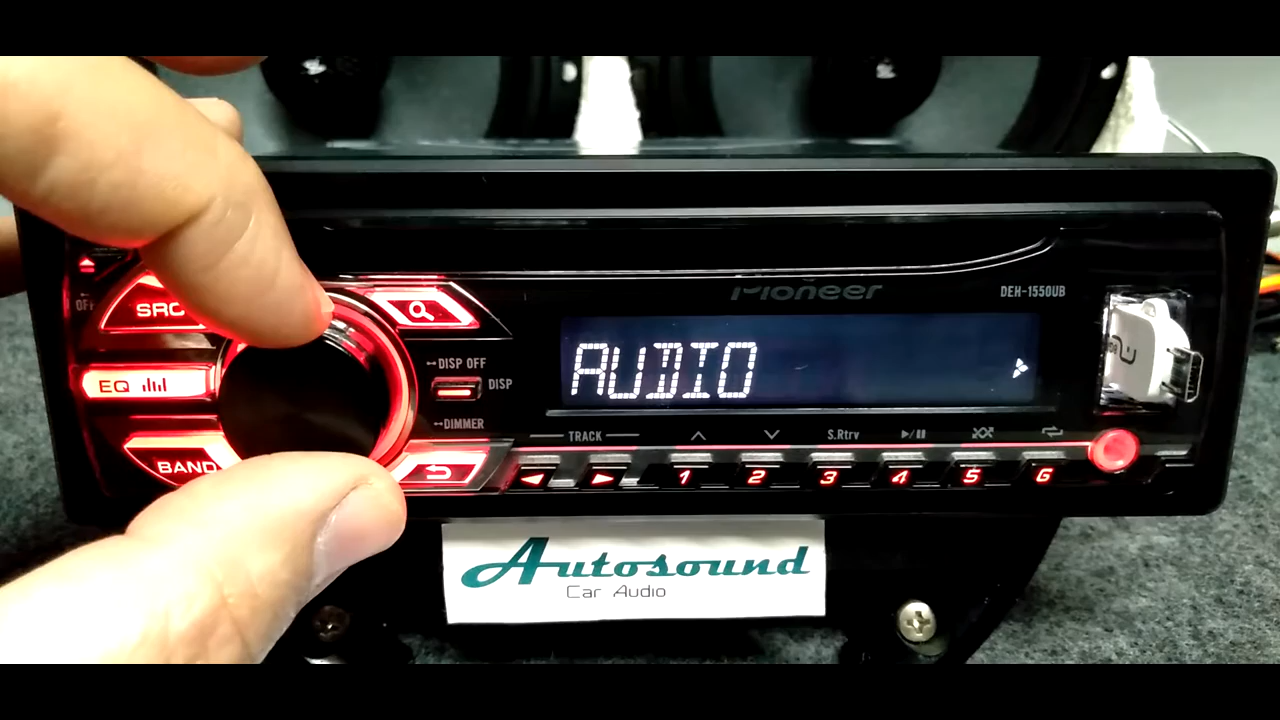 Pioneer
DEH-1550UB
SRC
OFF
EQ
BAND
DISP OFF
DISP
DIMMER
AUDIO
TRACK
S.Rtrv
1 2 3 4 5 6
Autosound
Car Audio